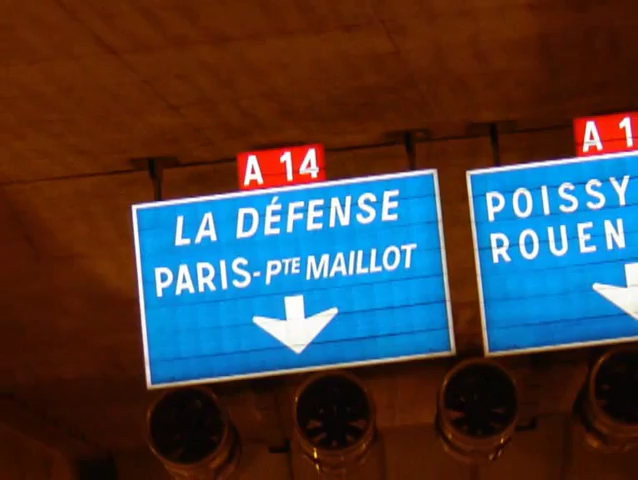 A 14
LA DÉFENSE
PARIS-PTE MAILLOT
A 1
POISSY
ROUEN